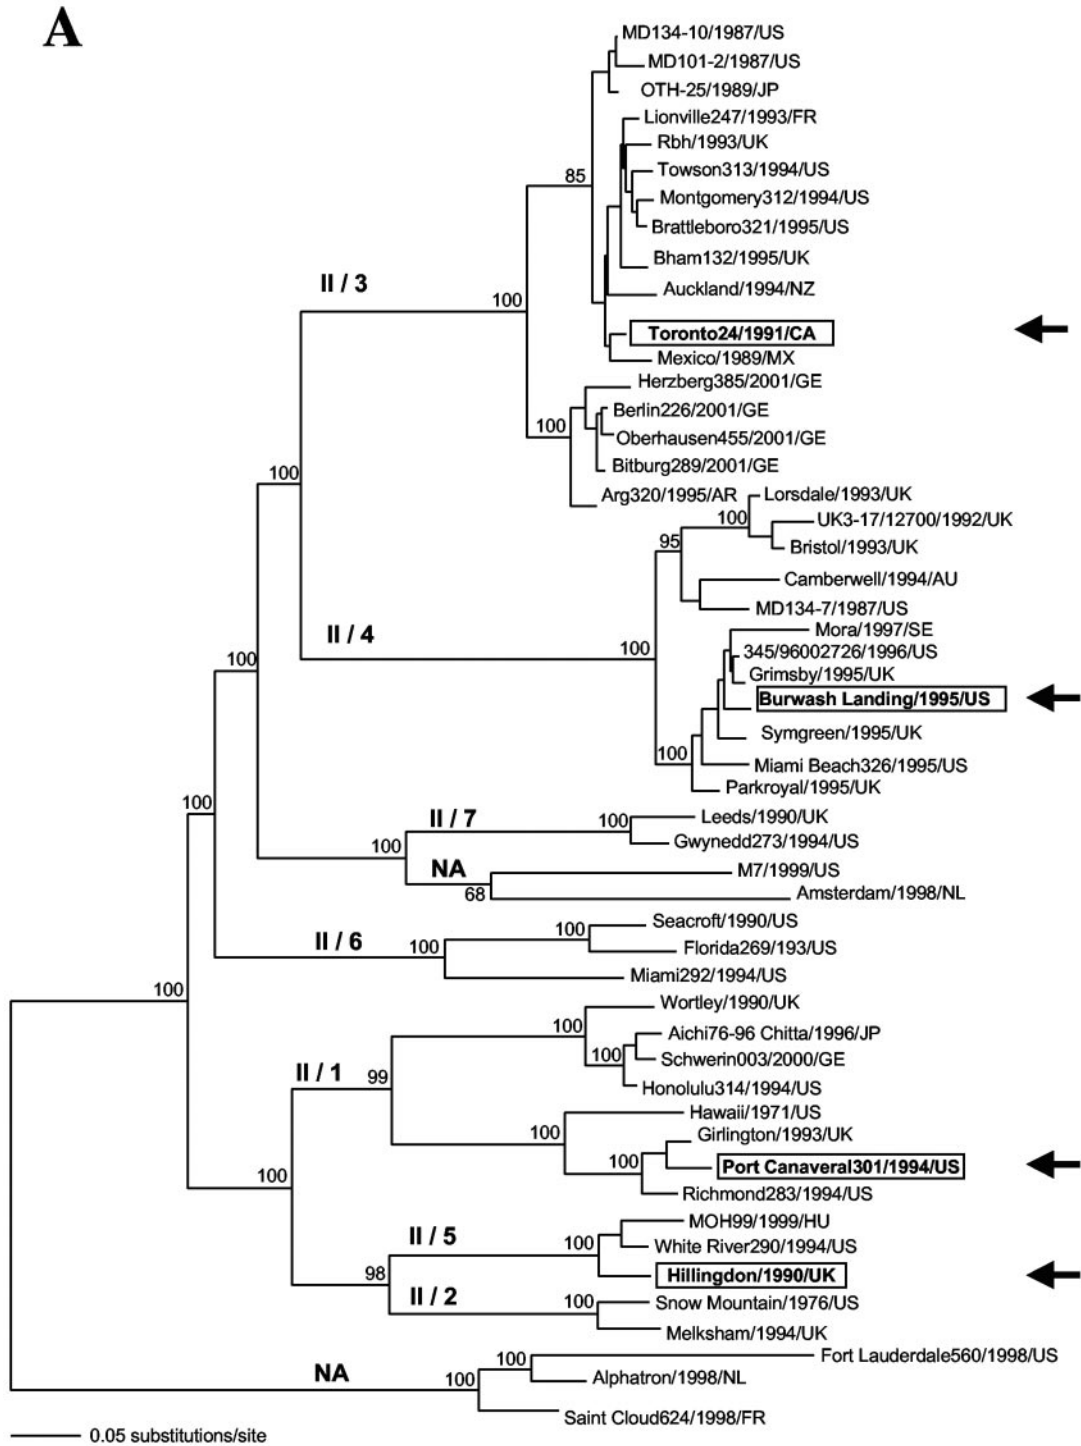 A
MD134-10/1987/US
MD101-2/1987/US
OTH-25/1989/JP
Lionville247/1993/FR
Rbh/1993/UK
Towson313/1994/US
85
Montgomery312/1994/US
Brattleboro321/1995/US
Bham132/1995/UK
II / 3
Auckland/1994/NZ
100
Toronto24/1991/CA
Mexico/1989/MX
Herzberg385/2001/GE
Berlin226/2001/GE
100
Oberhausen455/2001/GE
Bitburg289/2001/GE
100
Arg320/1995/AR
Lorsdale/1993/UK
100
UK3-17/12700/1992/UK
95
Bristol/1993/UK
Camberwell/1994/AU
MD134-7/1987/US
II / 4
Mora/1997/SE
100
345/96002726/1996/US
100
Grimsby/1995/UK
Burwash Landing/1995/US
Symgreen/1995/UK
100
Miami Beach326/1995/US
Parkroyal/1995/UK
100
II / 7
100
Leeds/1990/UK
100
Gwynedd273/1994/US
NA
M7/1999/US
68
Amsterdam/1998/NL
100
Seacroft/1990/US
II / 6
100
Florida269/193/US
Miami292/1994/US
100
Wortley/1990/UK
100
Aichi76-96 Chitta/1996/JP
100
Schwerin003/2000/GE
II / 1
99
Honolulu314/1994/US
Hawaii/1971/US
100
Girlington/1993/UK
100
Port Canaveral301/1994/US
100
Richmond283/1994/US
MOH99/1999/HU
II / 5
100
White River290/1994/US
98
Hillingdon/1990/UK
II / 2
100
Snow Mountain/1976/US
Melksham/1994/UK
100
Fort Lauderdale560/1998/US
NA
100
Alphatron/1998/NL
Saint Cloud624/1998/FR
0.05 substitutions/site